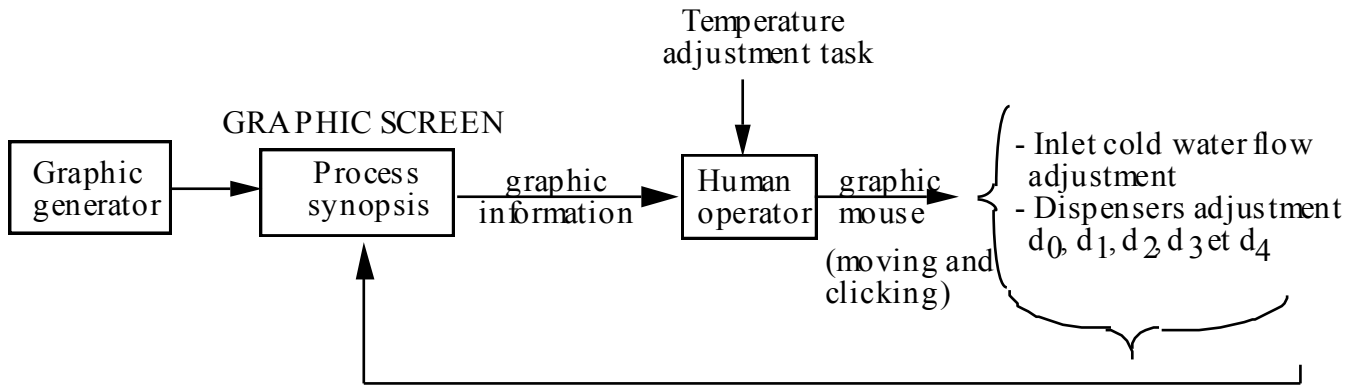 Temperature
adjustment task
GRAPHIC SCREEN
Graphic
generator
Process
synopsis
graphic
information
Human
operator
graphic
mouse
(moving and
clicking)
- Inlet cold water flow
adjustment
- Dispensers adjustment
d0, d1, d2, d3 et d4